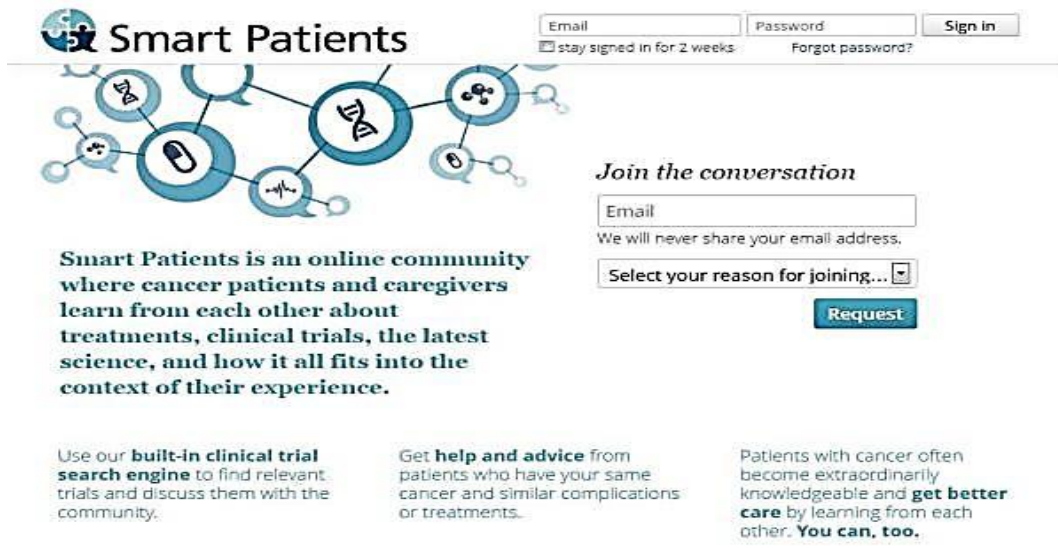 Smart Patients
Email
Password
Sign in
stay signed in for 2 weeks
Forgot password?
Join the conversation
Email
We will never share your email address.
Select your reason for joining...
Request
Smart Patients is an online community
where cancer patients and caregivers
learn from each other about
treatments, clinical trials, the latest
science, and how it all fits into the
context of their experience.
Use our built-in clinical trial
search engine to find relevant
trials and discuss them with the
community.
Get help and advice from
patients who have your same
cancer and similar complications
or treatments.
Patients with cancer often
become extraordinarily
knowledgeable and get better
care by learning from each
other. You can, too.